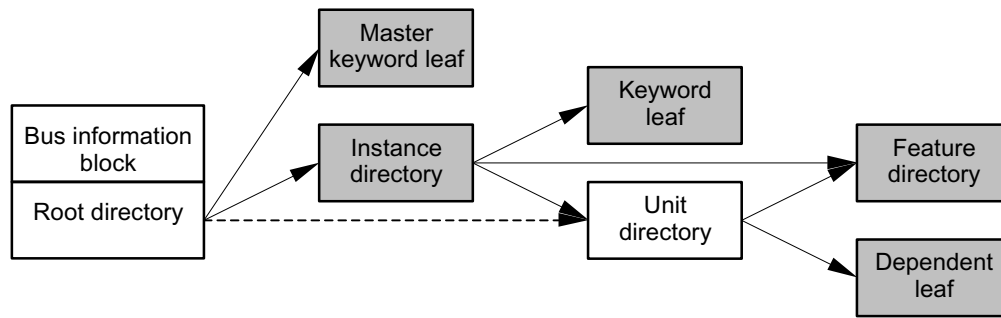 Master
keyword leaf
Keyword
leaf
Bus information
block
Instance
directory
Feature
directory
Root directory
Unit
directory
Dependent
leaf